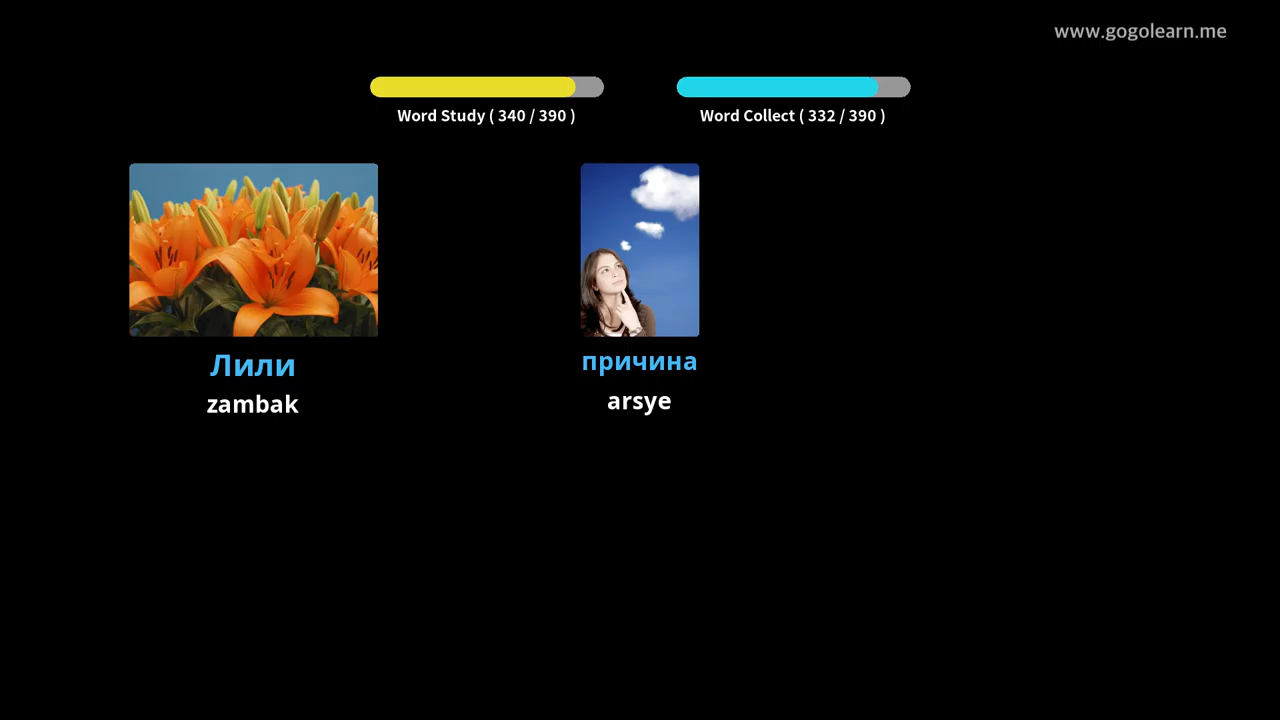 www.gogolearn.me
Word Study ( 340 / 390 )
Word Collect ( 332 / 390 )
Лили
zambak
причина
arsye